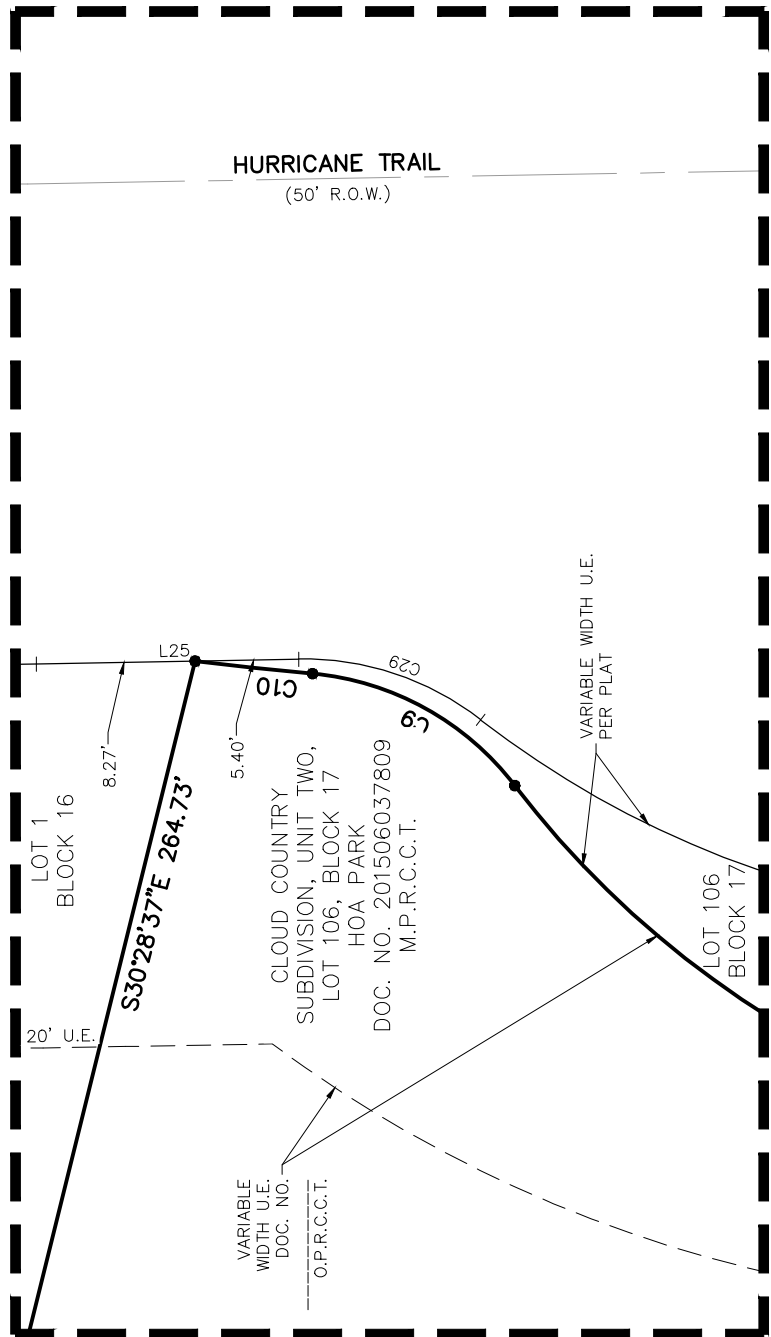 HURRICANE TRAIL
(50' R.O.W.)
L25
C29
C10
C9
8.27'
5.40'
LOT 1
BLOCK 16
S30°28'37"E 264.73'
CLOUD COUNTRY
SUBDIVISION, UNIT TWO,
LOT 106, BLOCK 17
HOA PARK
DOC. NO. 201506037809
M.P.R.C.C.T.
VARIABLE WIDTH U.E.
PER PLAT
LOT 106
BLOCK 17
20' U.E.
VARIABLE
WIDTH U.E.
DOC. NO.
____________
O.P.R.C.C.T.